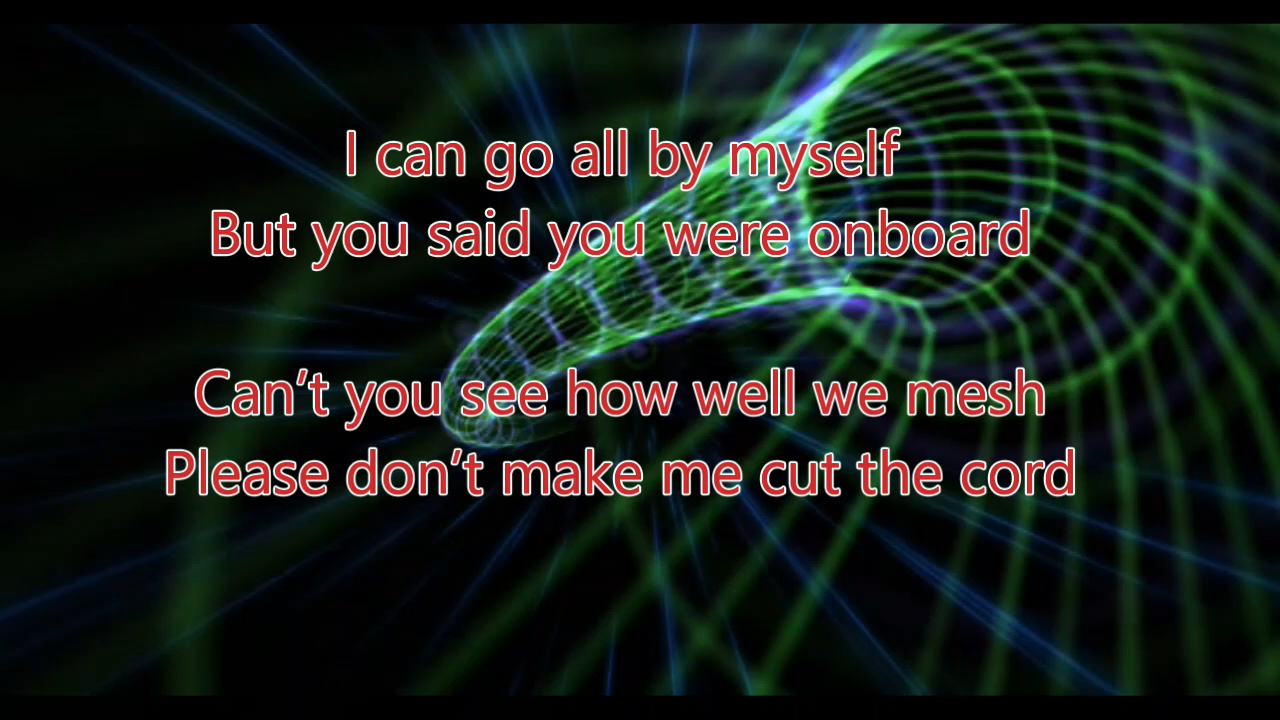 I can go all by myself
But you said you were onboard
Can’t you see how well we mesh
Please don’t make me cut the cord